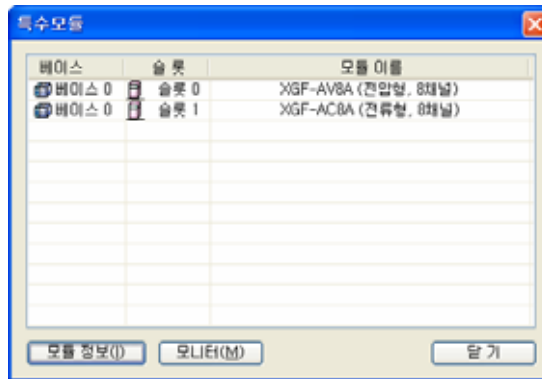 특수모듈
베이스 슬롯 모듈 이름
베이스 0 슬롯 0 XGF-AV8A (전압형, 8채널)
베이스 0 슬롯 1 XGF-AC8A (전류형, 8채널)
모듈 정보(I) 모니터(M) 닫기